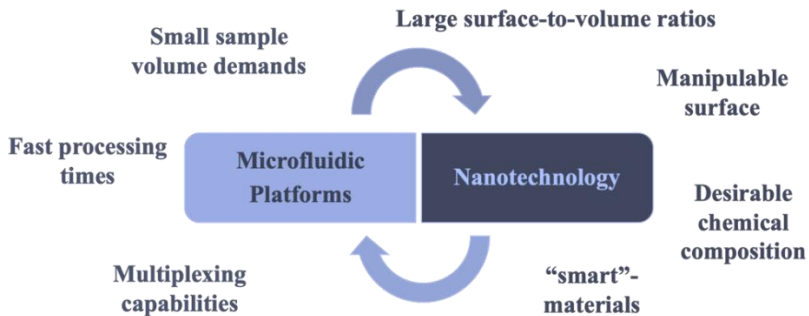 Large surface-to-volume ratios
Small sample
volume demands
Manipulable
surface
Fast processing
times
Microfluidic
Platforms
Nanotechnology
Desirable
chemical
composition
Multiplexing
capabilities
“smart”-
materials